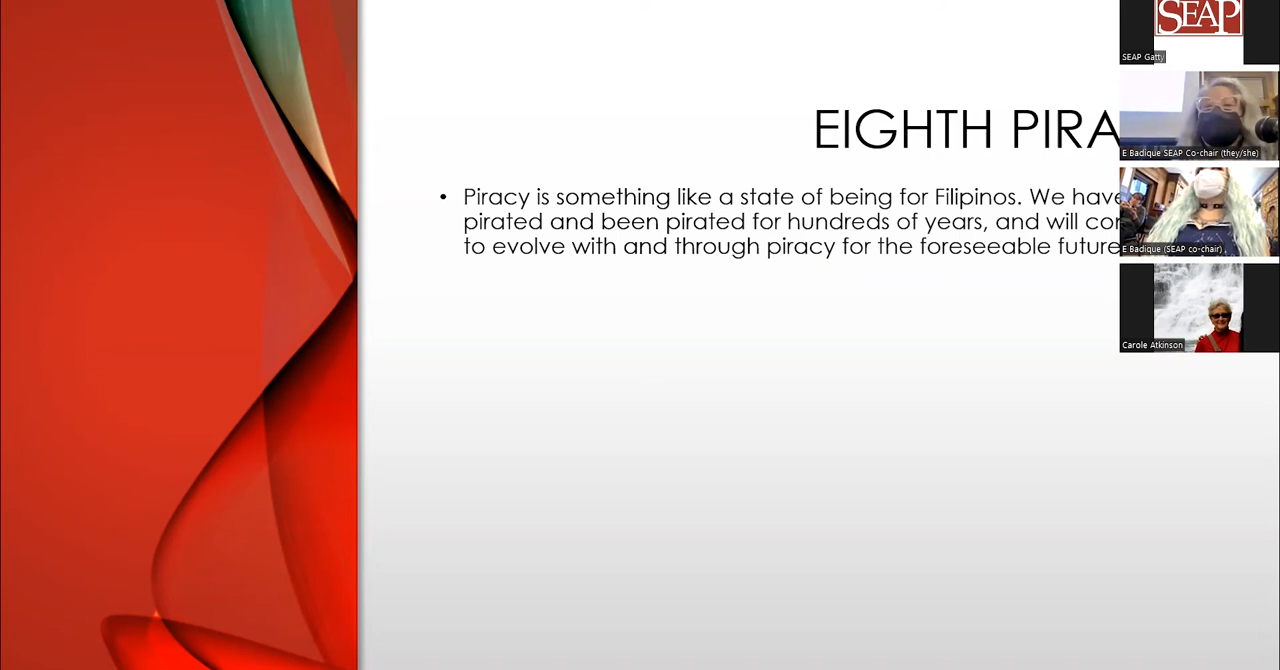 EIGHTH PIRA
• Piracy is something like a state of being for Filipinos. We have
pirated and been pirated for hundreds of years, and will con
to evolve with and through piracy for the foreseeable future
SEAP
SEAP Gatty
E Badique SEAP Co-chair (they/she)
E Badique (SEAP co-chair)
Carole Atkinson